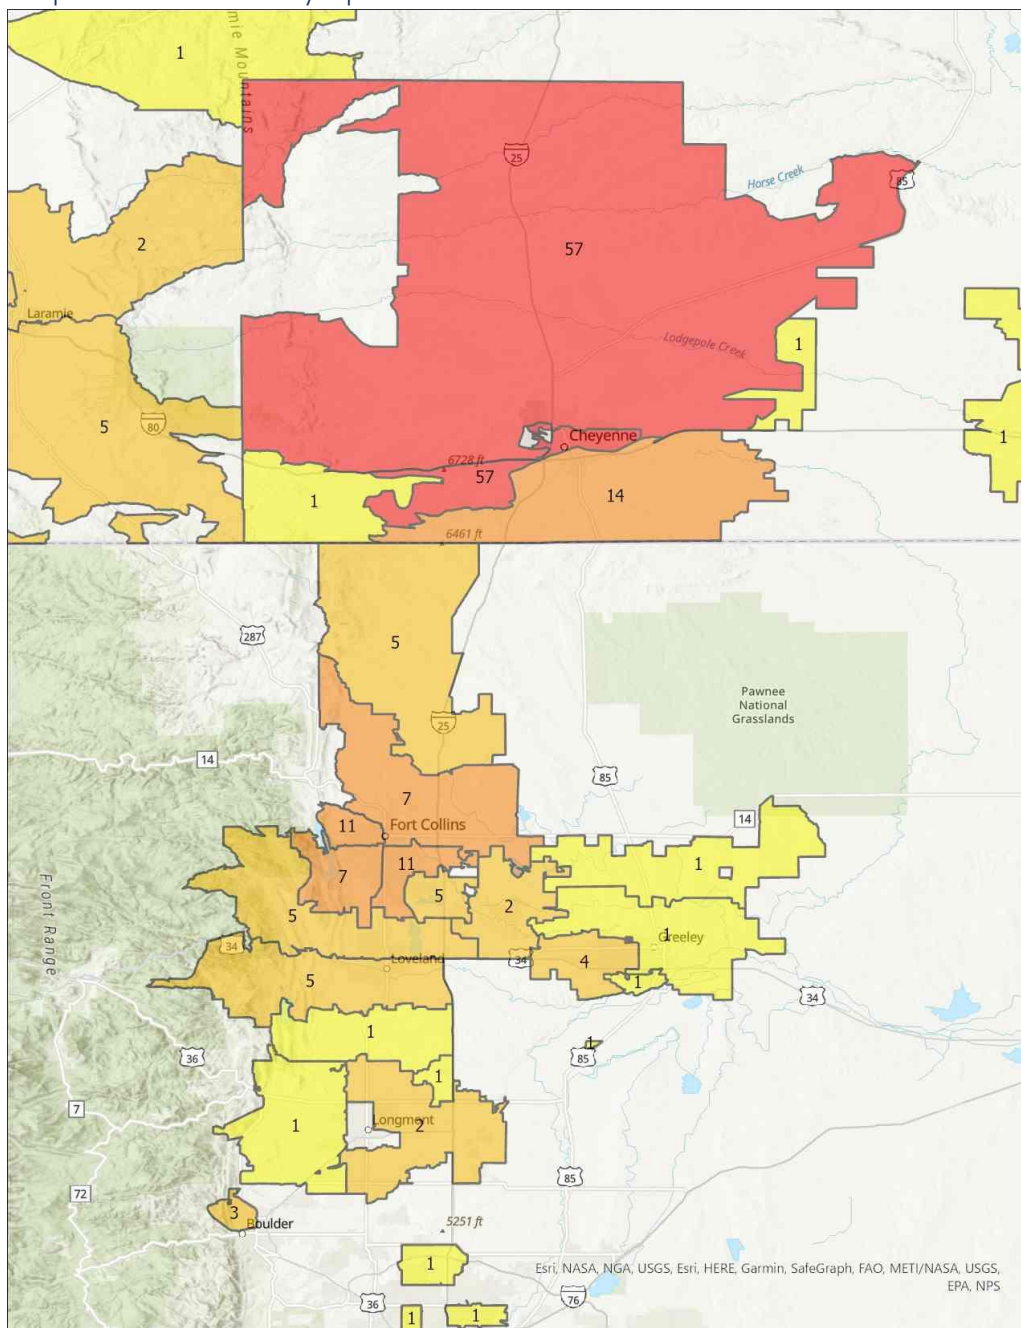 1
mie Mountains
25
Horse Creek
85
2
57
Laramie
Lodgepole Creek
1
5
80
Cheyenne
1
6728 ft
57
1
14
6461 ft
287
5
Pawnee
National
Grasslands
25
14
85
7
14
11
Fort Collins
11
1
7
5
2
Front Range
5
1
34
Greeley
34
4
Loveland
5
1
34
1
1
36
85
1
7
Longmont
1
2
85
72
3
Boulder
5251 ft
1
Esri, NASA, NGA, USGS, Esri, HERE, Garmin, SafeGraph, FAO, METI/NASA, USGS,
EPA, NPS
36
76
1
1